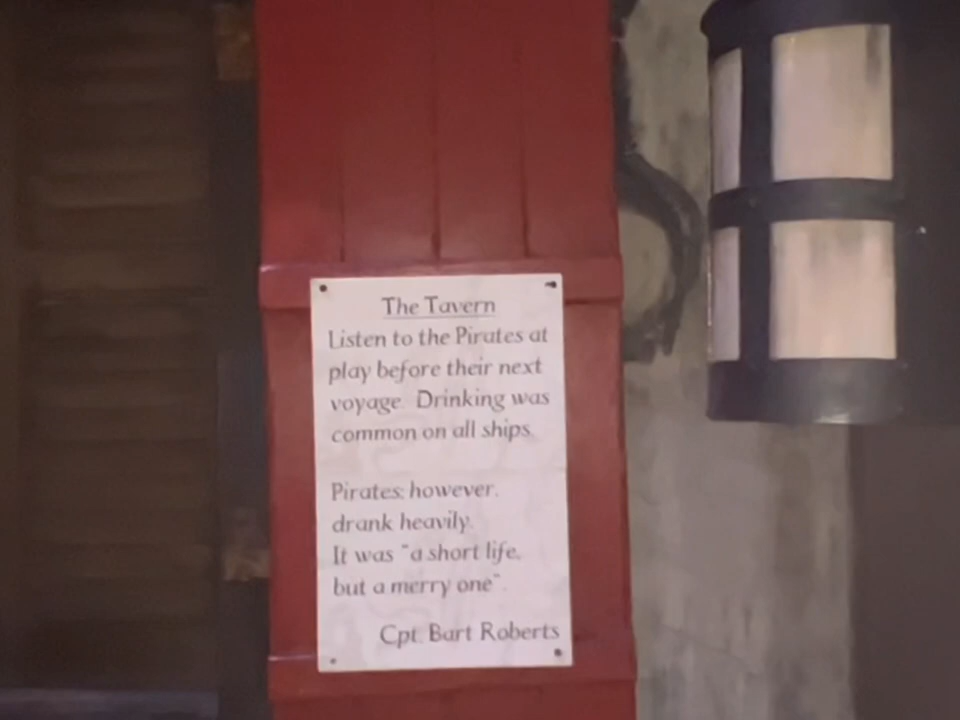 The Tavern
Listen to the Pirates at
play before their next
voyage. Drinking was
common on all ships.
Pirates; however,
drank heavily.
It was "a short life,
but a merry one".
Cpt. Bart Roberts